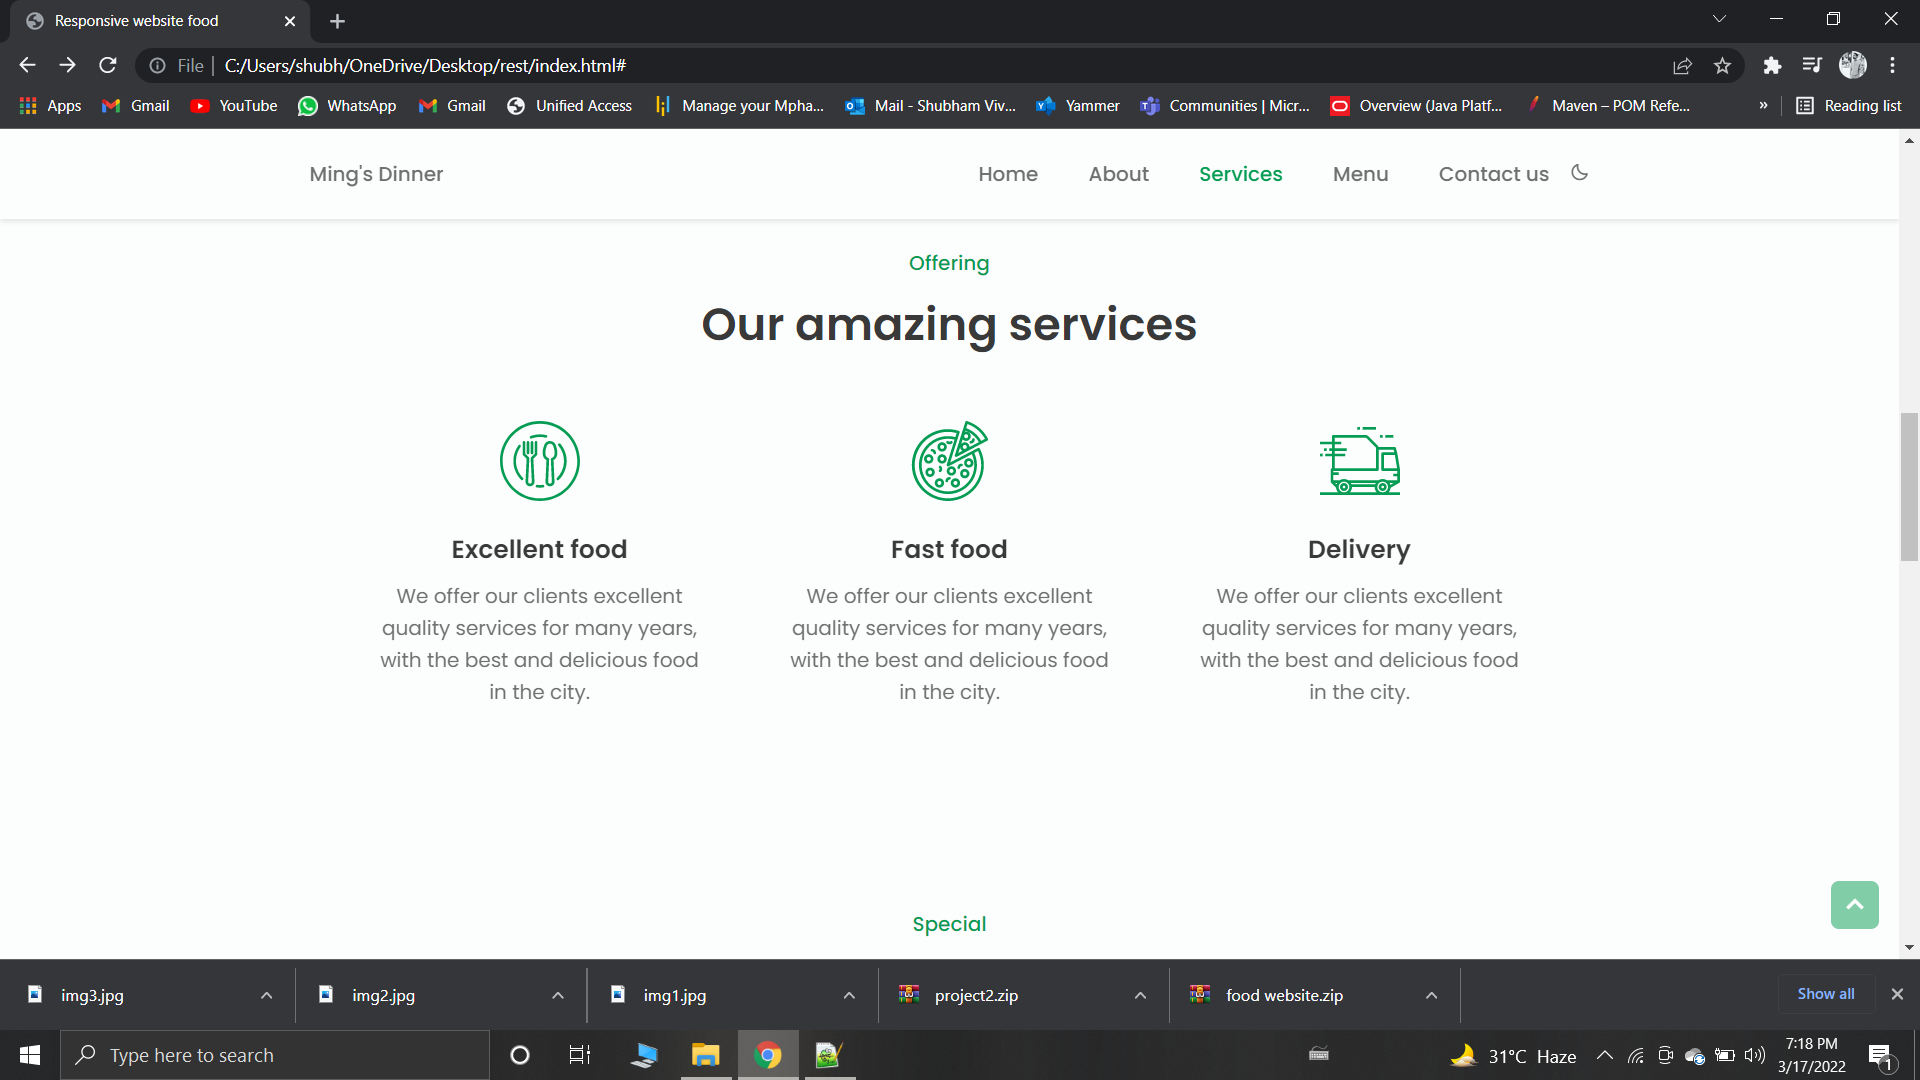 Responsive website food
File C:/Users/shubh/OneDrive/Desktop/rest/index.html#
Apps Gmail YouTube WhatsApp Gmail Unified Access Manage your Mpha... Mail - Shubham Viv... Yammer Communities | Micr... Overview (Java Platf... Maven – POM Refe... » Reading list
Ming's Dinner Home About Services Menu Contact us
Offering
Our amazing services
Excellent food
We offer our clients excellent
quality services for many years,
with the best and delicious food
in the city.
Fast food
We offer our clients excellent
quality services for many years,
with the best and delicious food
in the city.
Delivery
We offer our clients excellent
quality services for many years,
with the best and delicious food
in the city.
Special
img3.jpg img2.jpg img1.jpg project2.zip food website.zip Show all
Type here to search
31°C Haze
7:18 PM
3/17/2022
1